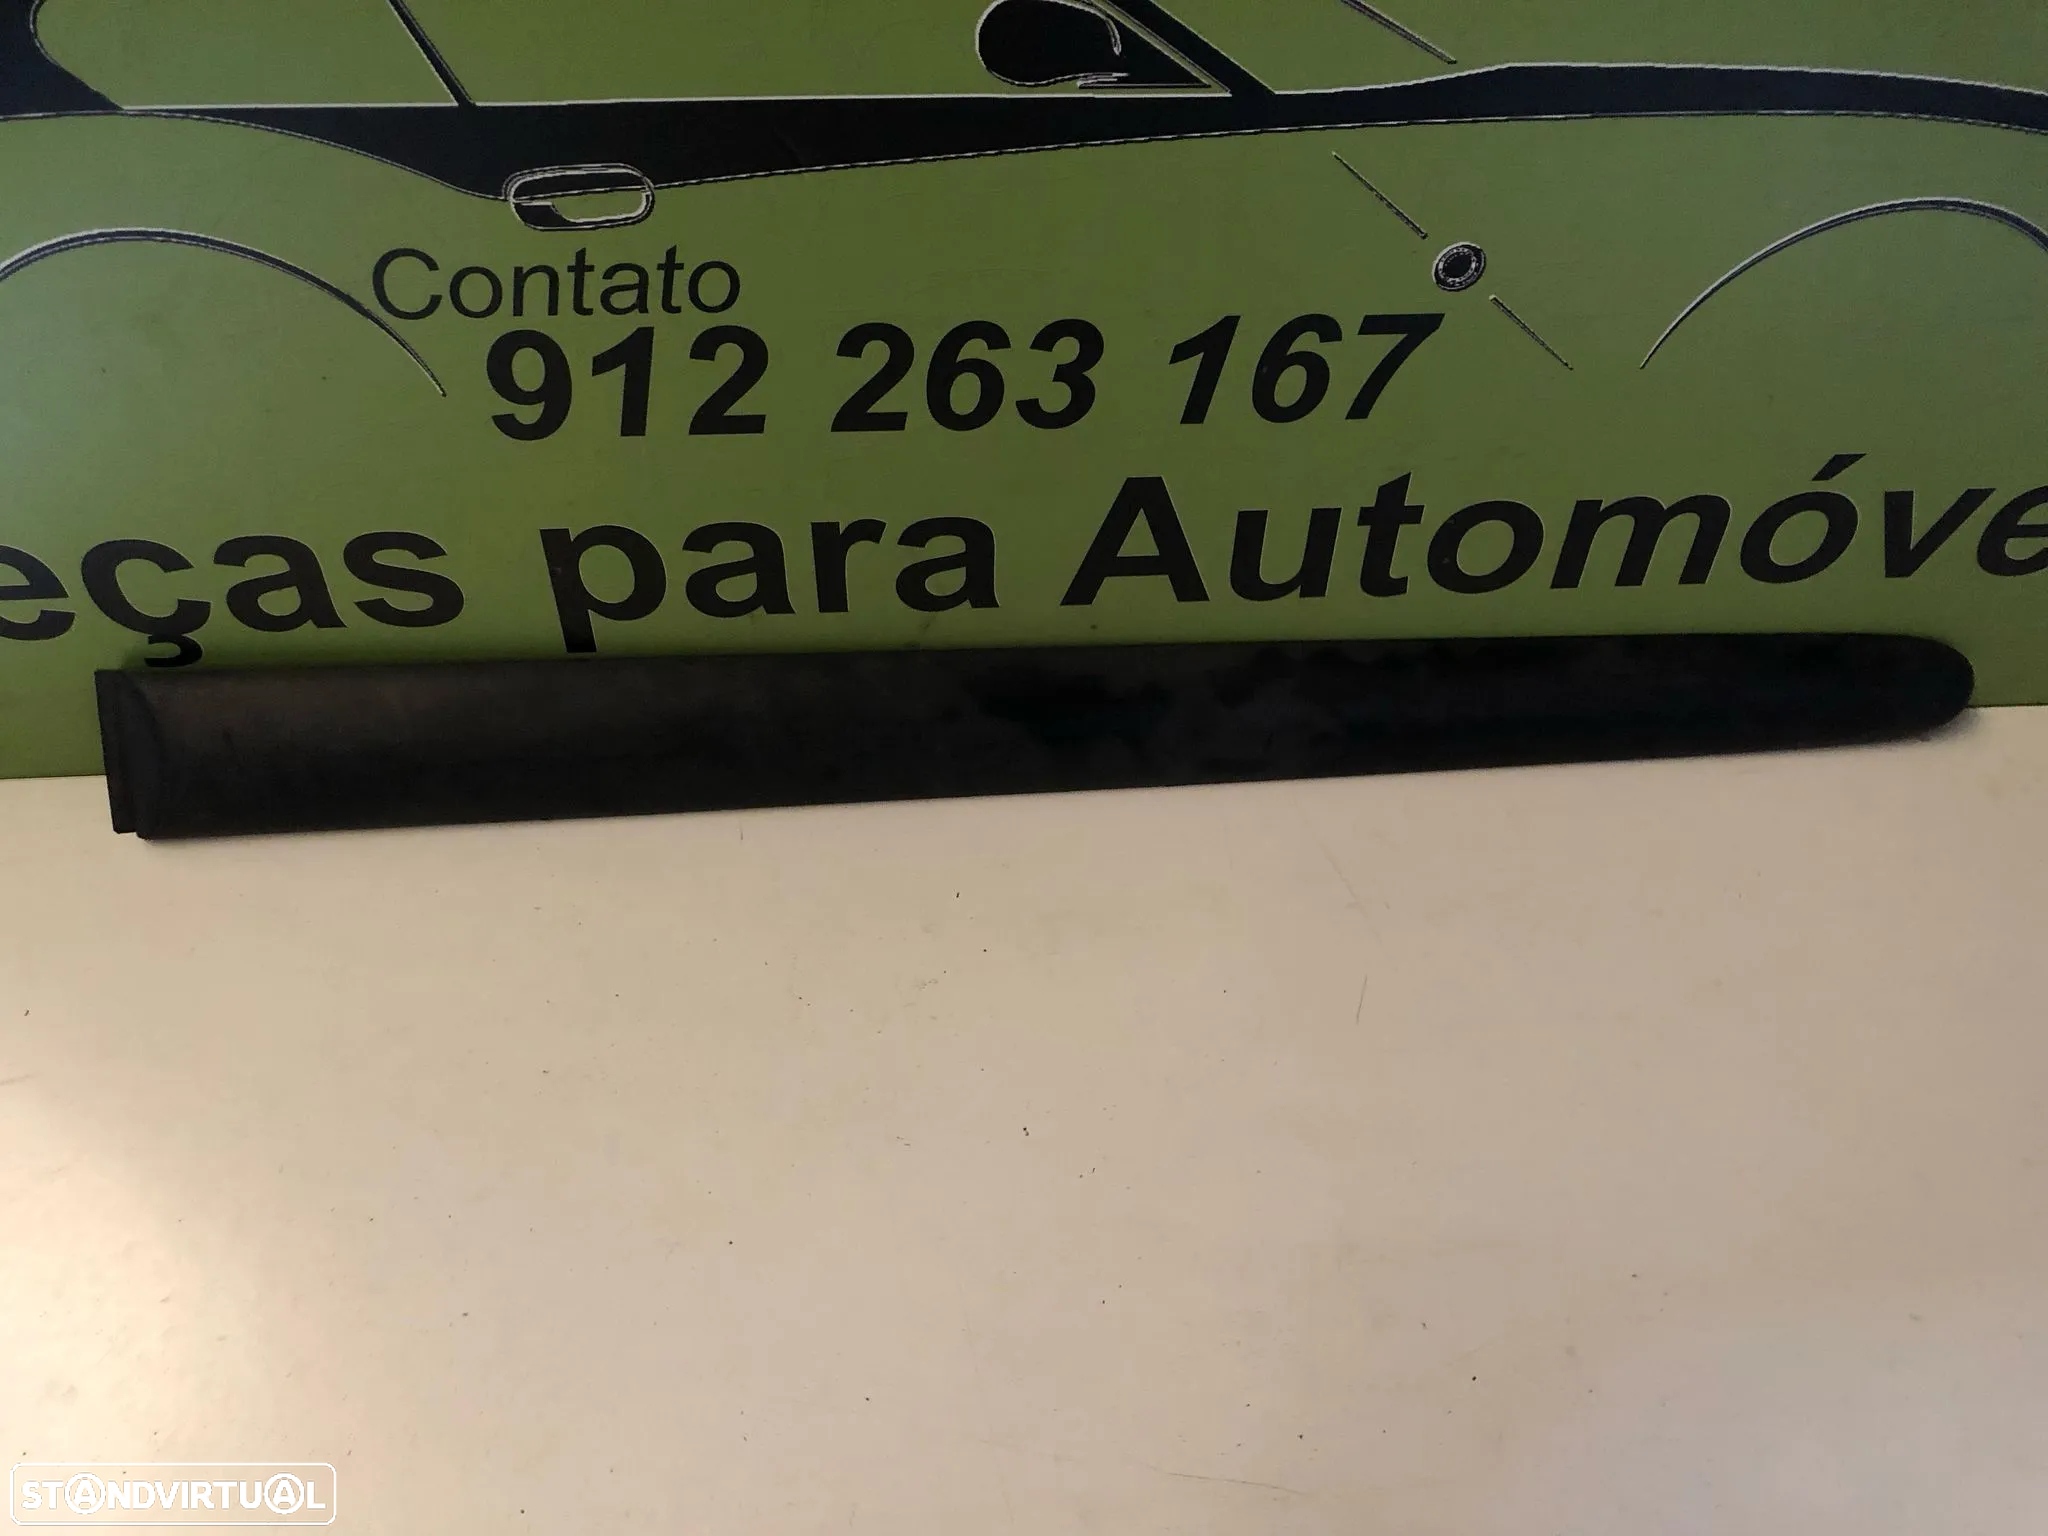 Contato
912 263 167
eças para Automóve
STANDVIRTUAL